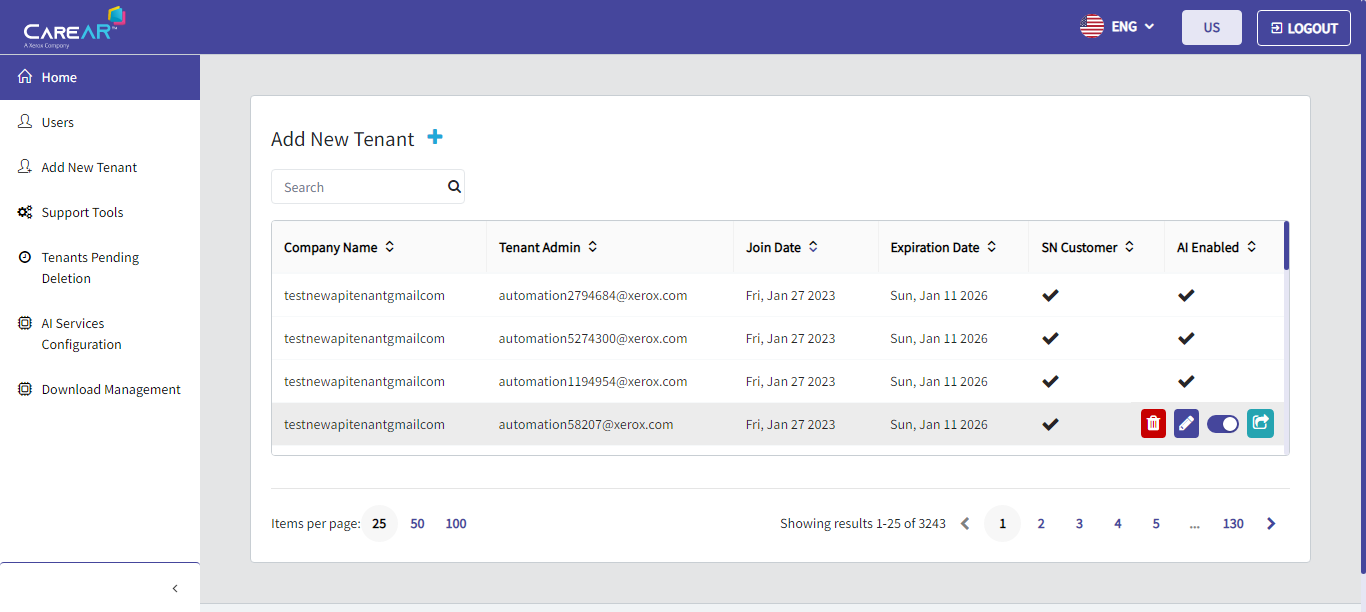 CAREAR™
A Xerox Company
ENG
US
LOGOUT
Home
Users
Add New Tenant
Support Tools
Tenants Pending
Deletion
AI Services
Configuration
Download Management
Add New Tenant
Search
Company Name Tenant Admin Join Date Expiration Date SN Customer AI Enabled
testnewapitenantgmailcom automation2794684@xerox.com Fri, Jan 27 2023 Sun, Jan 11 2026
testnewapitenantgmailcom automation5274300@xerox.com Fri, Jan 27 2023 Sun, Jan 11 2026
testnewapitenantgmailcom automation1194954@xerox.com Fri, Jan 27 2023 Sun, Jan 11 2026
testnewapitenantgmailcom automation58207@xerox.com Fri, Jan 27 2023 Sun, Jan 11 2026
Items per page: 25 50 100 Showing results 1-25 of 3243 1 2 3 4 5 ... 130